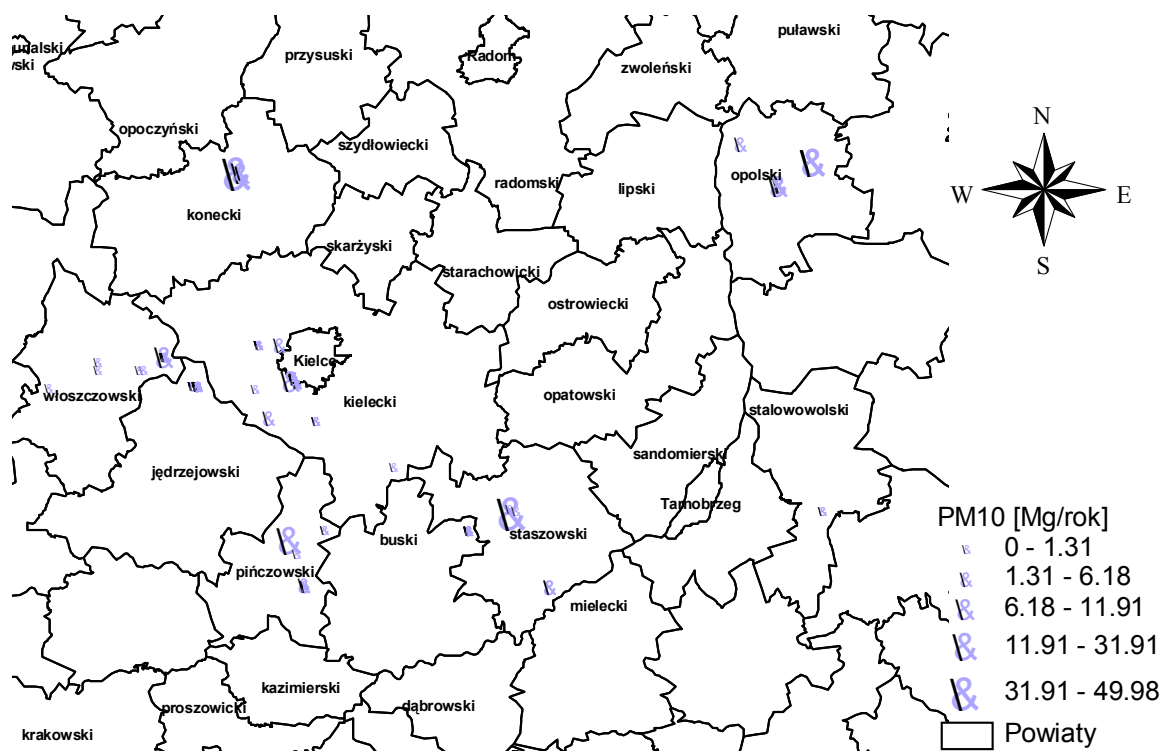 puławski
unalski
wski
przysuski
Radom
zwoleński
opoczyński
szydłowiecki
N
konecki
radomski
lipski
opolski
W
E
skarżyski
starachowicki
S
ostrowiecki
Kielce
włoszczowski
kielecki
opatowski
stalowowolski
jędrzejowski
sandomierski
Tarnobrzeg
buski
staszowski
pińczowski
mielecki
kazimierski
proszowicki
dąbrowski
krakowski
PM10 [Mg/rok]
0 - 1.31
1.31 - 6.18
6.18 - 11.91
11.91 - 31.91
31.91 - 49.98
Powiaty